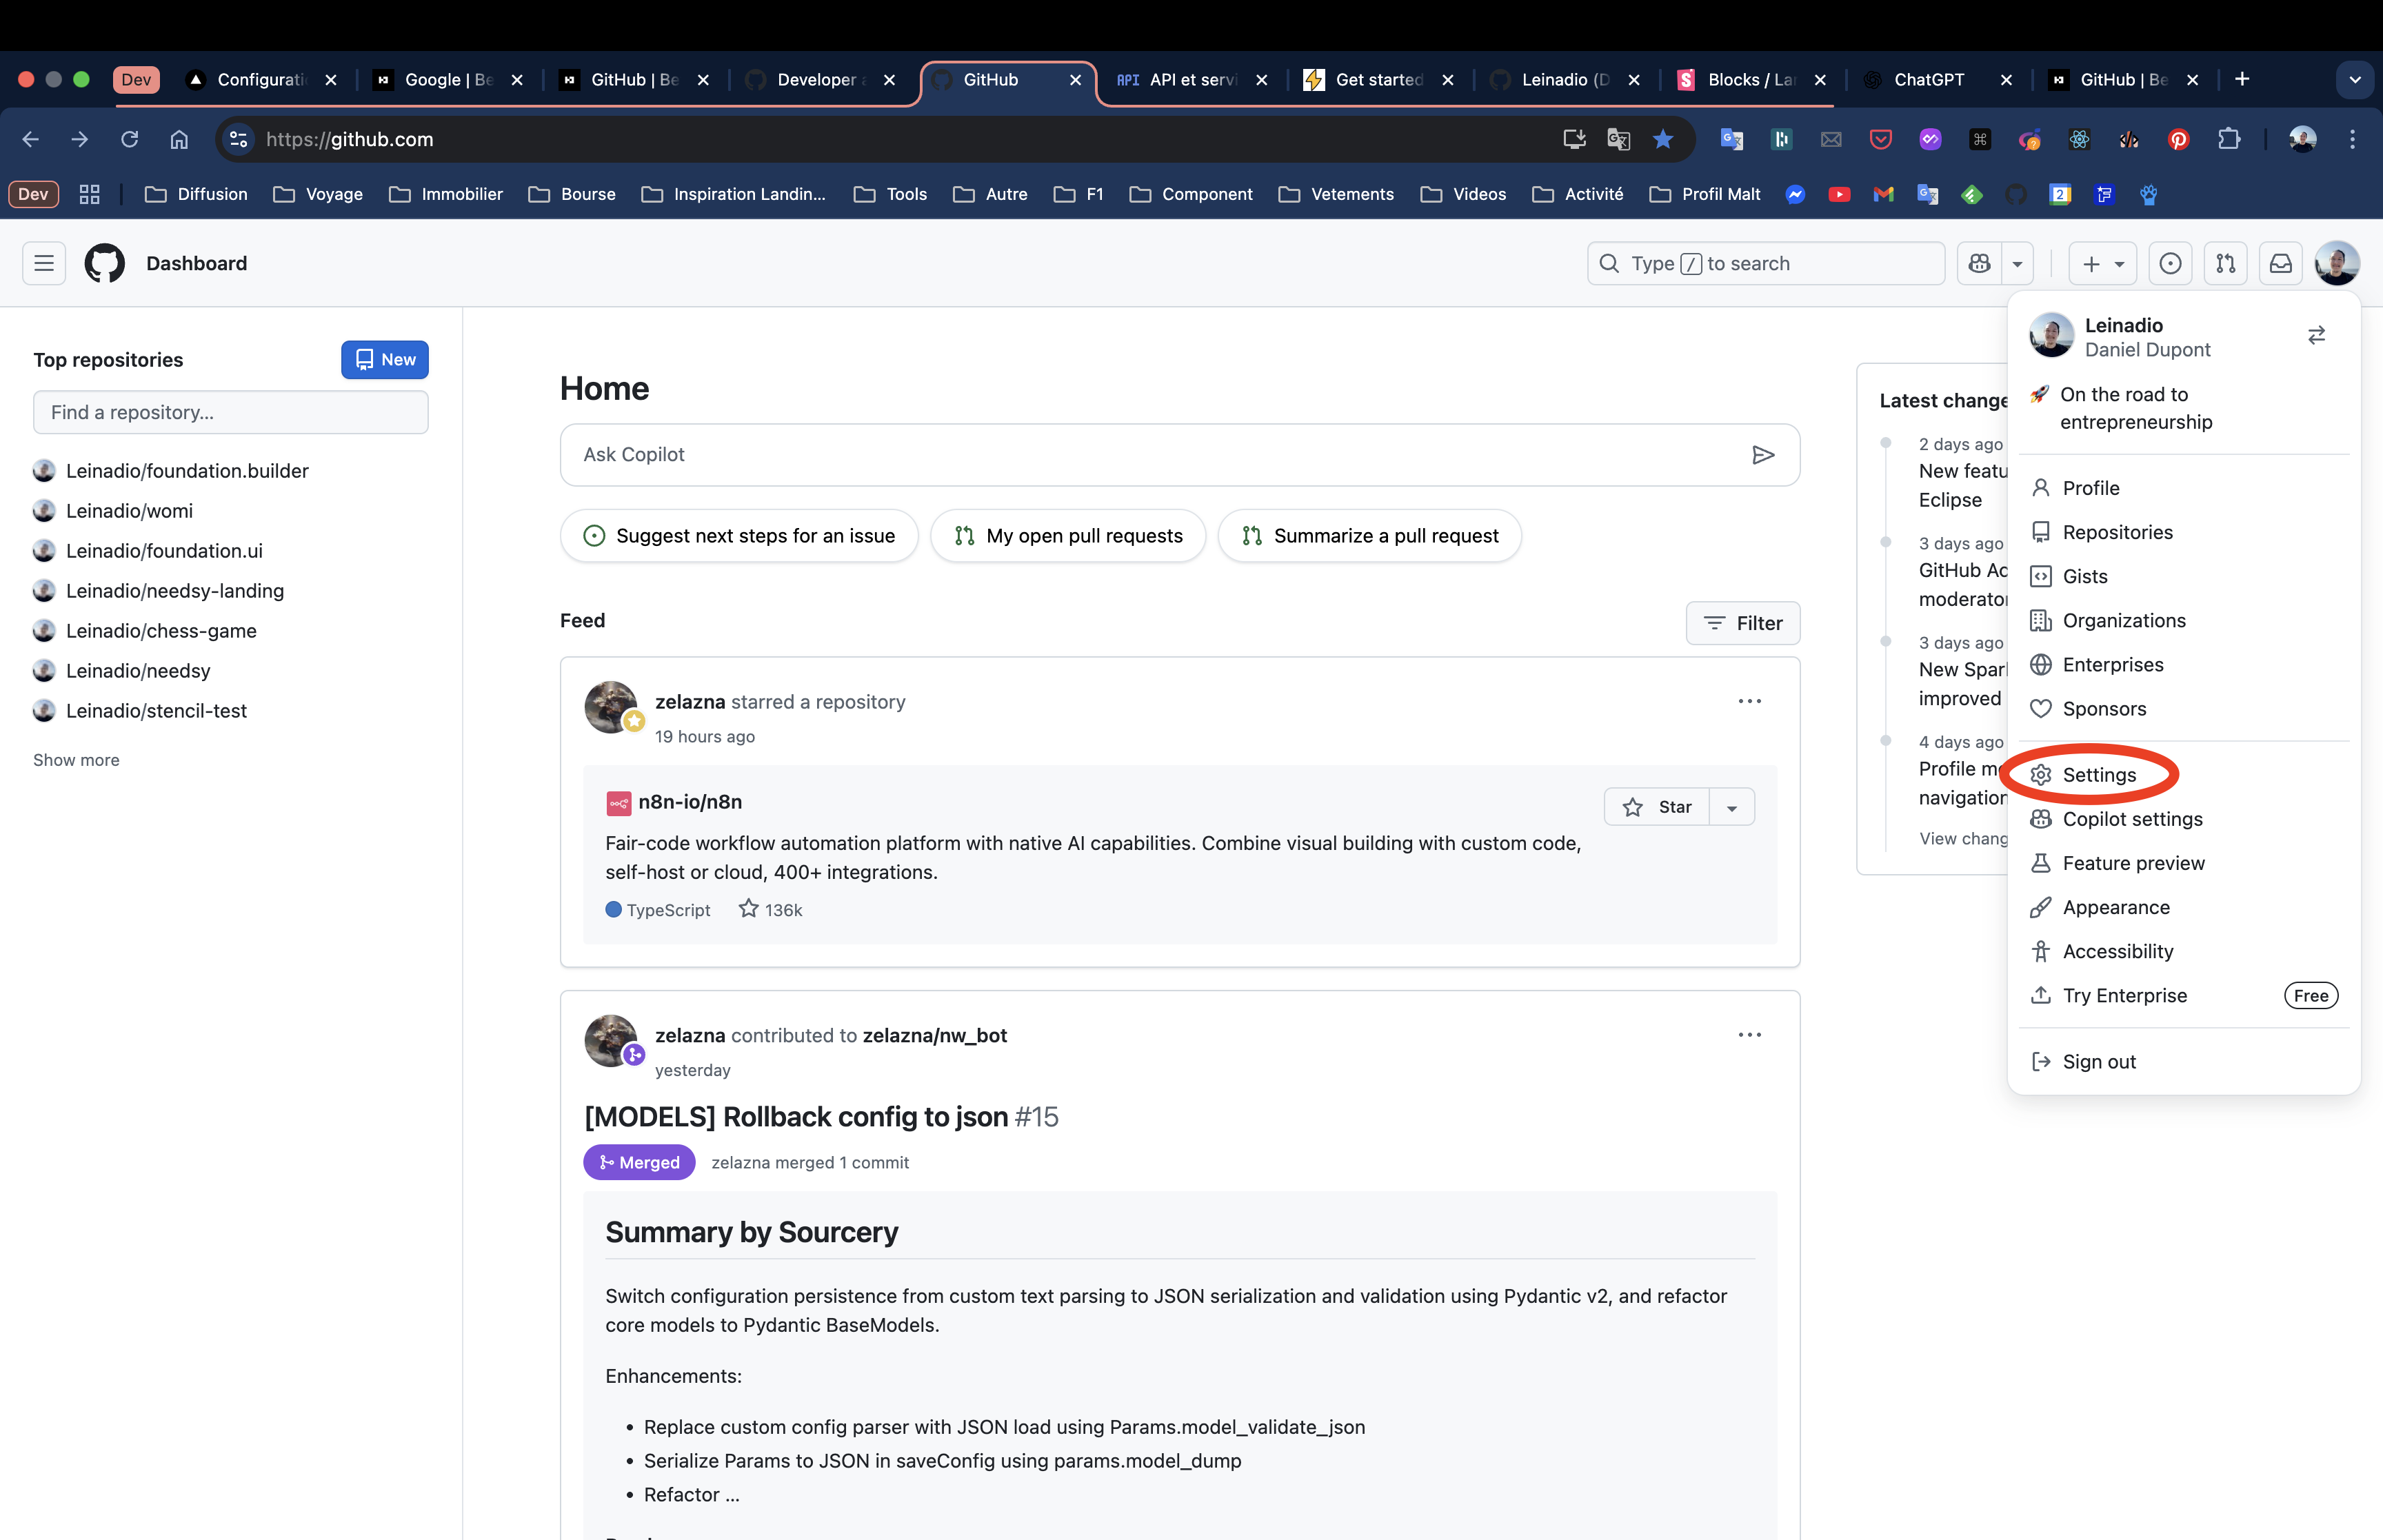 Dev
Configurati
Google | Be
GitHub | Be
Developer a
GitHub
API API et servi
Get started
Leinadio (D
Blocks / Lan
ChatGPT
GitHub | Be
https://github.com
Dev
Diffusion
Voyage
Immobilier
Bourse
Inspiration Landin...
Tools
Autre
F1
Component
Vetements
Videos
Activité
Profil Malt
Dashboard
Type / to search
Top repositories
New
Find a repository...
Leinadio/foundation.builder
Leinadio/womi
Leinadio/foundation.ui
Leinadio/needsy-landing
Leinadio/chess-game
Leinadio/needsy
Leinadio/stencil-test
Show more
Home
Ask Copilot
Suggest next steps for an issue
My open pull requests
Summarize a pull request
Feed
Filter
zelazna starred a repository
19 hours ago
n8n-io/n8n
Star
Fair-code workflow automation platform with native AI capabilities. Combine visual building with custom code,
self-host or cloud, 400+ integrations.
TypeScript 136k
zelazna contributed to zelazna/nw_bot
yesterday
[MODELS] Rollback config to json #15
Merged zelazna merged 1 commit
Summary by Sourcery
Switch configuration persistence from custom text parsing to JSON serialization and validation using Pydantic v2, and refactor
core models to Pydantic BaseModels.
Enhancements:
• Replace custom config parser with JSON load using Params.model_validate_json
• Serialize Params to JSON in saveConfig using params.model_dump
• Refactor ...
Latest change
2 days ago
New featu
Eclipse
3 days ago
GitHub Ad
moderator
3 days ago
New Spark
improved
4 days ago
Profile me
navigation
View chang
Leinadio
Daniel Dupont
🚀 On the road to
entrepreneurship
Profile
Repositories
Gists
Organizations
Enterprises
Sponsors
Settings
Copilot settings
Feature preview
Appearance
Accessibility
Try Enterprise Free
Sign out